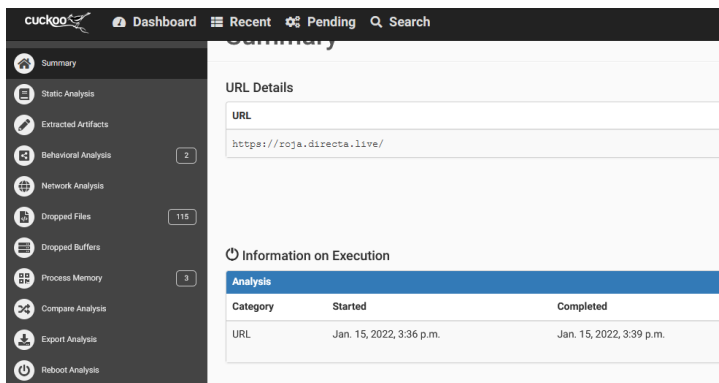 cuckoo Dashboard Recent Pending Search
Summary
Summary
Static Analysis
URL Details
Extracted Artifacts
URL
Behavioral Analysis 2
https://roja.directa.live/
Network Analysis
Dropped Files 115
Dropped Buffers
Information on Execution
Process Memory 3
Analysis
Compare Analysis
Category Started Completed
Export Analysis
URL Jan. 15, 2022, 3:36 p.m. Jan. 15, 2022, 3:39 p.m.
Reboot Analysis